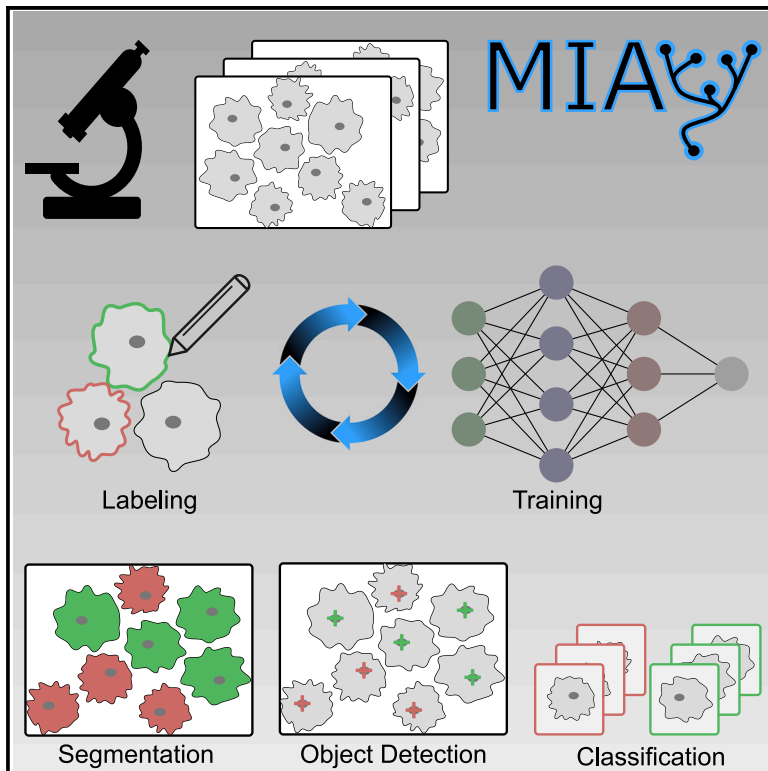 MIA
Labeling
Training
Segmentation
Object Detection
Classification